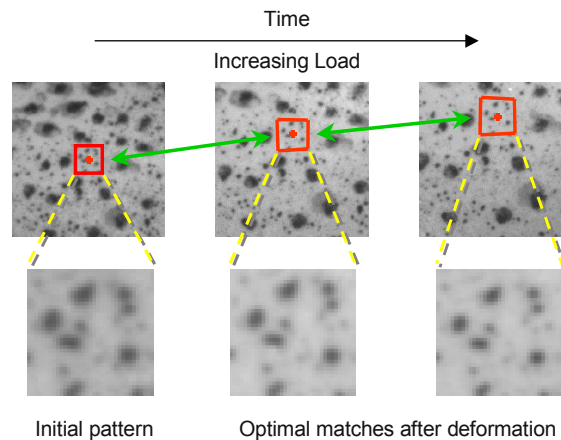 Time
Increasing Load
Initial pattern
Optimal matches after deformation